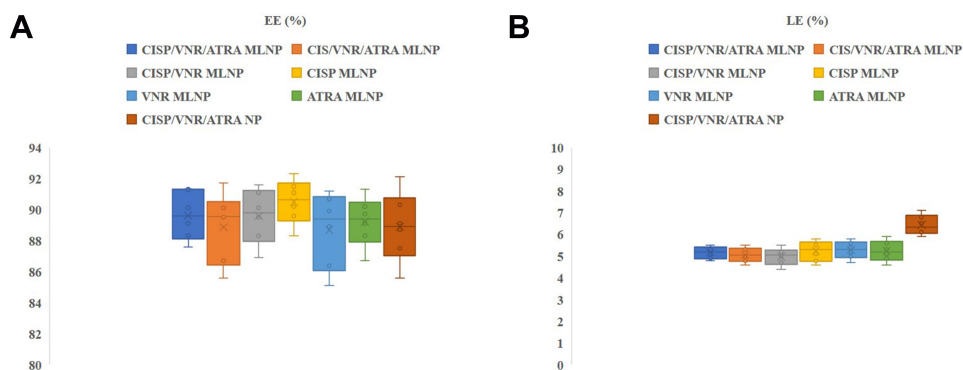 A
EE (%)
CISP/VNR/ATRA MLNP CIS/VNR/ATRA MLNP
CISP/VNR MLNP CISP MLNP
VNR MLNP ATRA MLNP
CISP/VNR/ATRA NP
94
92
90
88
86
84
82
80
B
LE (%)
CISP/VNR/ATRA MLNP CIS/VNR/ATRA MLNP
CISP/VNR MLNP CISP MLNP
VNR MLNP ATRA MLNP
CISP/VNR/ATRA NP
10
9
8
7
6
5
4
3
2
1
0